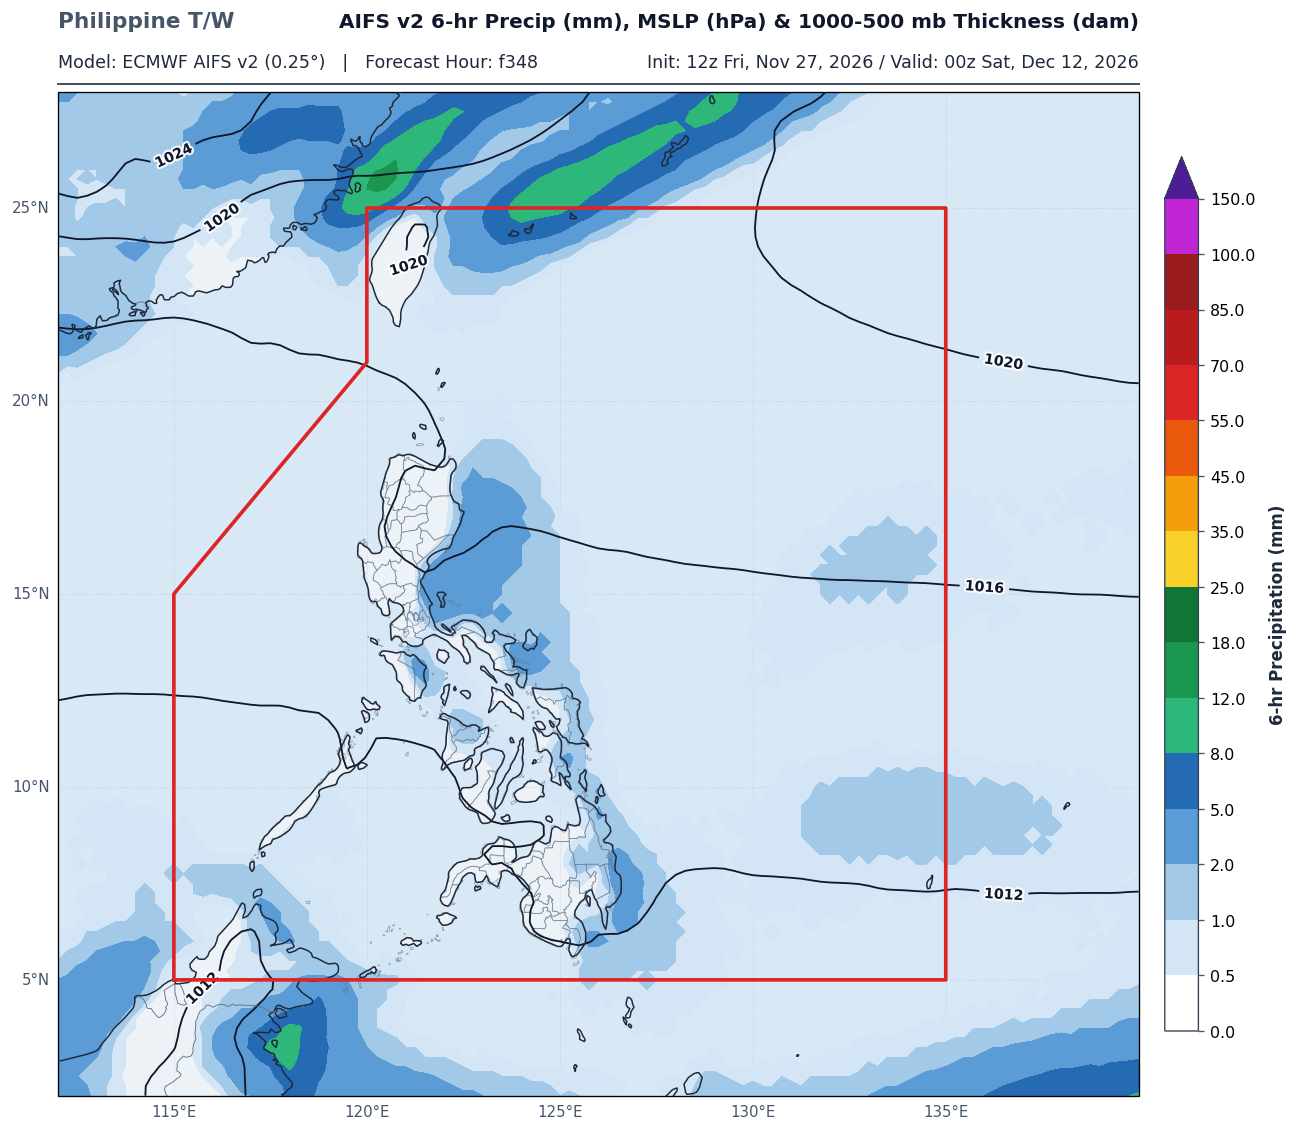 Philippine T/W
AIFS v2 6-hr Precip (mm), MSLP (hPa) & 1000-500 mb Thickness (dam)
Model: ECMWF AIFS v2 (0.25°) | Forecast Hour: f348
Init: 12z Fri, Nov 27, 2026 / Valid: 00z Sat, Dec 12, 2026
1024
1020
1020
1020
1016
1012
1012
25°N
20°N
15°N
10°N
5°N
115°E
120°E
125°E
130°E
135°E
150.0
100.0
85.0
70.0
55.0
45.0
35.0
25.0
18.0
12.0
8.0
5.0
2.0
1.0
0.5
0.0
6-hr Precipitation (mm)